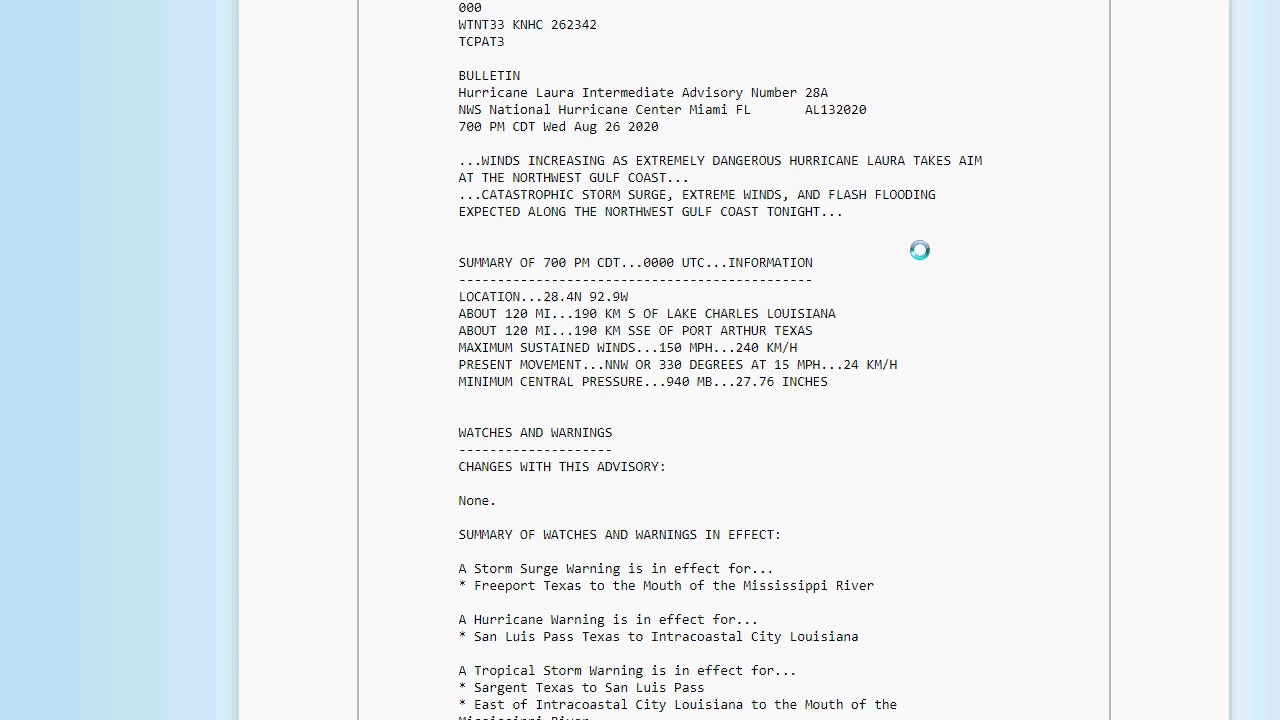 000
WTNT33 KNHC 262342
TCPAT3
BULLETIN
Hurricane Laura Intermediate Advisory Number 28A
NWS National Hurricane Center Miami FL       AL132020
700 PM CDT Wed Aug 26 2020
...WINDS INCREASING AS EXTREMELY DANGEROUS HURRICANE LAURA TAKES AIM
AT THE NORTHWEST GULF COAST...
...CATASTROPHIC STORM SURGE, EXTREME WINDS, AND FLASH FLOODING
EXPECTED ALONG THE NORTHWEST GULF COAST TONIGHT...
SUMMARY OF 700 PM CDT...0000 UTC...INFORMATION
----------------------------------------------
LOCATION...28.4N 92.9W
ABOUT 120 MI...190 KM S OF LAKE CHARLES LOUISIANA
ABOUT 120 MI...190 KM SSE OF PORT ARTHUR TEXAS
MAXIMUM SUSTAINED WINDS...150 MPH...240 KM/H
PRESENT MOVEMENT...NNW OR 330 DEGREES AT 15 MPH...24 KM/H
MINIMUM CENTRAL PRESSURE...940 MB...27.76 INCHES
WATCHES AND WARNINGS
--------------------
CHANGES WITH THIS ADVISORY:
None.
SUMMARY OF WATCHES AND WARNINGS IN EFFECT:
A Storm Surge Warning is in effect for...
* Freeport Texas to the Mouth of the Mississippi River
A Hurricane Warning is in effect for...
* San Luis Pass Texas to Intracoastal City Louisiana
A Tropical Storm Warning is in effect for...
* Sargent Texas to San Luis Pass
* East of Intracoastal City Louisiana to the Mouth of the
Mississippi River